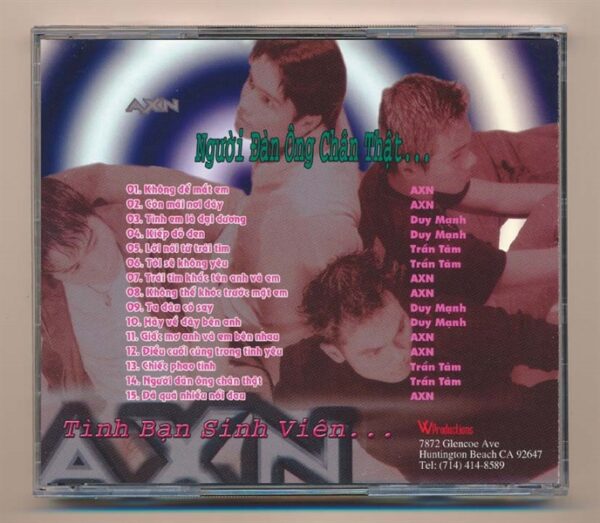 AXN
Người Đàn Ông Chân Thật...
01. Không để mất em AXN
02. Còn mãi nơi đây AXN
03. Tình em là đại dương Duy Mạnh
04. Kiếp đỏ đen Duy Mạnh
05. Lời nói từ trái tim Trần Tâm
06. Tôi sẽ không yêu Trần Tâm
07. Trái tim khắc tên anh và em AXN
08. Không thể khóc trước mặt em AXN
09. Ta đâu có say Duy Mạnh
10. Hãy về đây bên anh Duy Mạnh
11. Giấc mơ anh và em bên nhau AXN
12. Điều cuối cùng trong tình yêu AXN
13. Chiếc phao tình Trần Tâm
14. Người đàn ông chân thật Trần Tâm
15. Đã quá nhiều nỗi đau AXN
AXN
Tình Bạn Sinh Viên...
W Productions
7872 Glencoe Ave
Huntington Beach CA 92647
Tel: (714) 414-8589